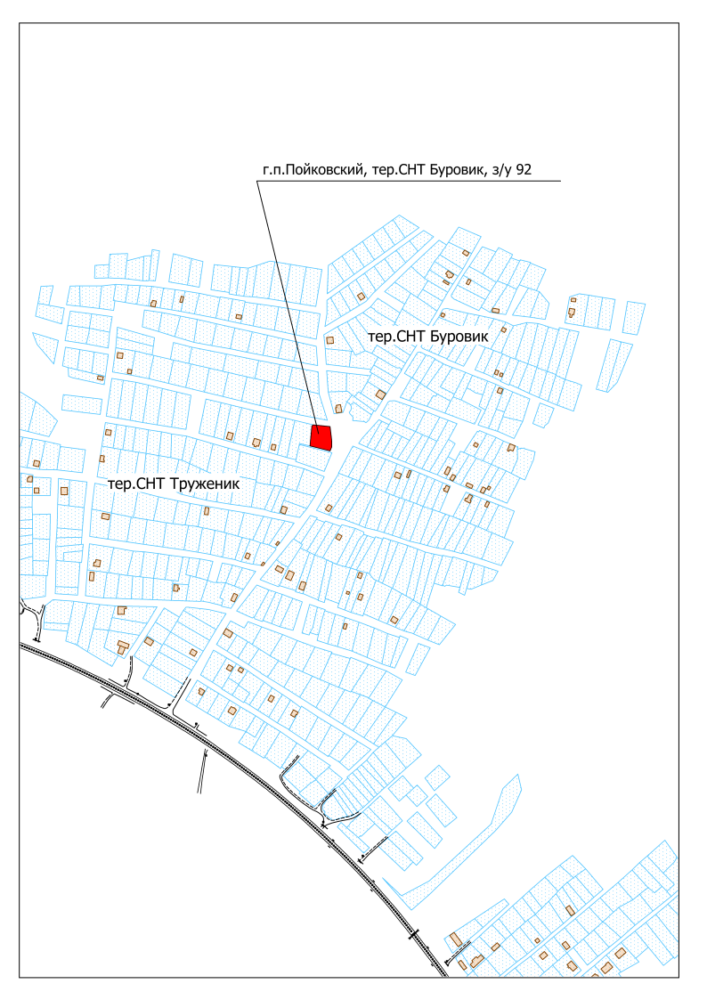 г.п.Пойковский, тер.СНТ Буровик, з/у 92
тер.СНТ Буровик
тер.СНТ Труженик